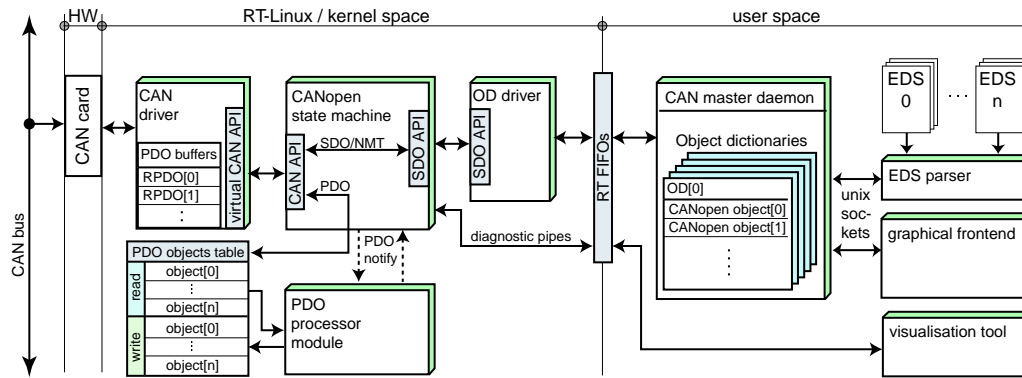 HW
RT-Linux / kernel space
user space
CAN bus
CAN card
CAN
driver
virtual CAN API
PDO buffers
RPDO[0]
RPDO[1]
:
CANopen
state machine
CAN API
SDO/NMT
SDO API
PDO
OD driver
SDO API
RT FIFOs
CAN master daemon
Object dictionaries
OD[0]
CANopen object[0]
CANopen object[1]
EDS
0
...
EDS
n
EDS parser
unix
soc-
kets
graphical frontend
visualisation tool
diagnostic pipes
PDO
notify
PDO objects table
read
object[0]
:
object[n]
write
object[0]
:
object[n]
PDO
processor
module